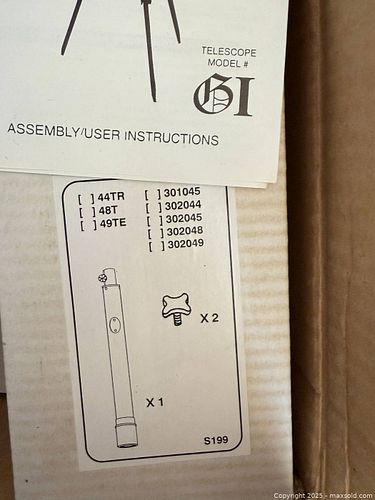 TELESCOPE
MODEL #
GI
ASSEMBLY/USER INSTRUCTIONS
[ ] 44TR
[ ] 48T
[ ] 49TE
[ ] 301045
[ ] 302044
[ ] 302045
[ ] 302048
[ ] 302049
X 2
X 1
S199
Copyright 2025 - maxsold.com